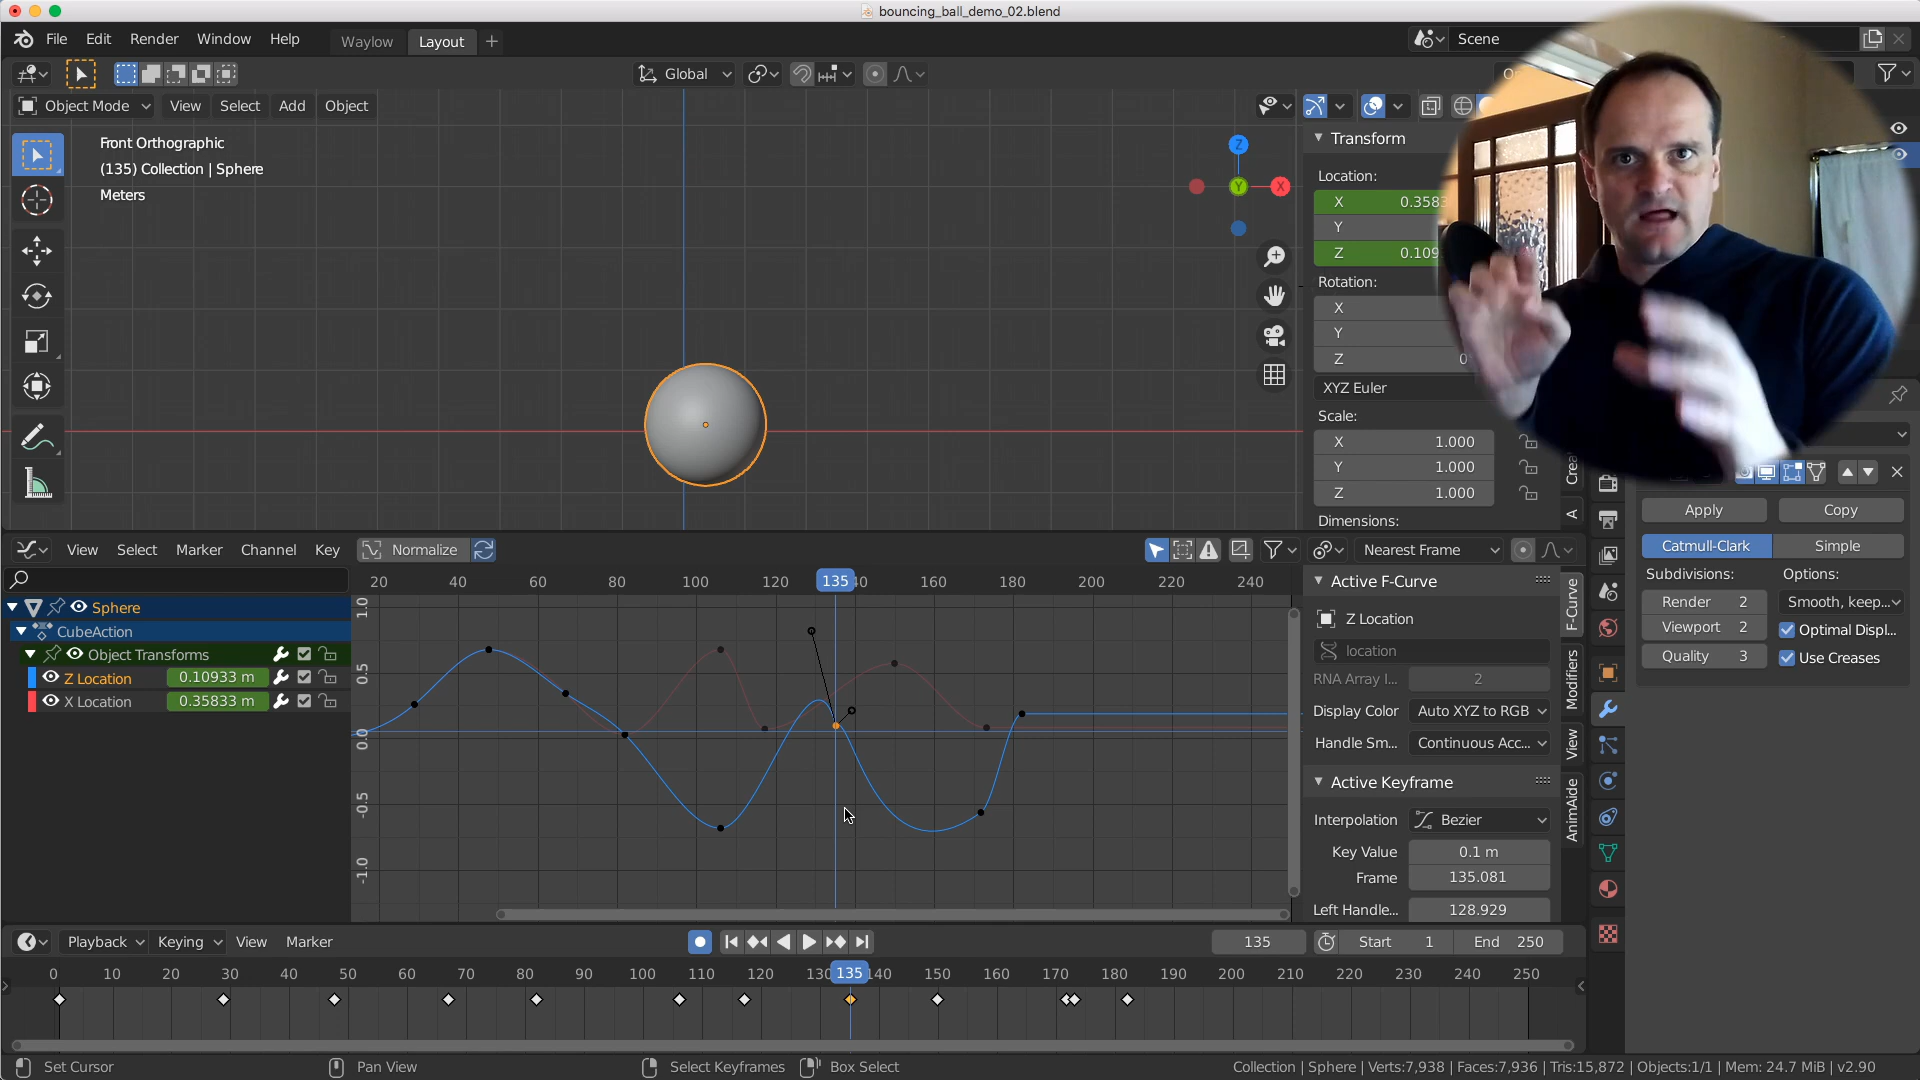 bouncing_ball_demo_02.blend
File Edit Render Window Help Waylow Layout + Scene
Global
Object Mode View Select Add Object
Front Orthographic
(135) Collection | Sphere
Meters
Z
Y X
Transform
Location:
X 0.3583
Y
Z 0.109
Rotation:
X
Y
Z 0
XYZ Euler
Scale:
X 1.000
Y 1.000
Z 1.000
Dimensions:
Crea
A
Apply Copy
Catmull-Clark Simple
Subdivisions: Options:
Render 2 Smooth, keep...
Viewport 2 Optimal Displ...
Quality 3 Use Creases
View Select Marker Channel Key Normalize Nearest Frame
20 40 60 80 100 120 135 40 160 180 200 220 240
1.0
0.5
0.0
-0.5
-1.0
Sphere
CubeAction
Object Transforms
Z Location 0.10933 m
X Location 0.35833 m
Active F-Curve
Z Location
location
RNA Array I... 2
Display Color Auto XYZ to RGB
Handle Sm... Continuous Acc...
Active Keyframe
Interpolation Bezier
Key Value 0.1 m
Frame 135.081
Left Handle... 128.929
F-Curve
Modifiers
View
AnimAide
Playback Keying View Marker 135 Start 1 End 250
0 10 20 30 40 50 60 70 80 90 100 110 120 130 135 140 150 160 170 180 190 200 210 220 230 240 250
Set Cursor Pan View Select Keyframes Box Select Collection | Sphere | Verts:7,938 | Faces:7,936 | Tris:15,872 | Objects:1/1 | Mem: 24.7 MiB | v2.90